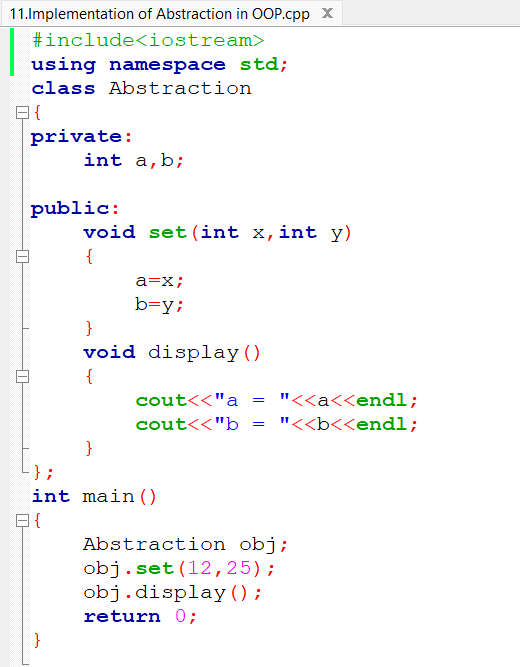 11.Implementation of Abstraction in OOP.cpp X
#include<iostream>
using namespace std;
class Abstraction
{
private:
    int a,b;

public:
    void set(int x,int y)
    {
        a=x;
        b=y;
    }
    void display()
    {
        cout<<"a = "<<a<<endl;
        cout<<"b = "<<b<<endl;
    }
};
int main()
{
    Abstraction obj;
    obj.set(12,25);
    obj.display();
    return 0;
}